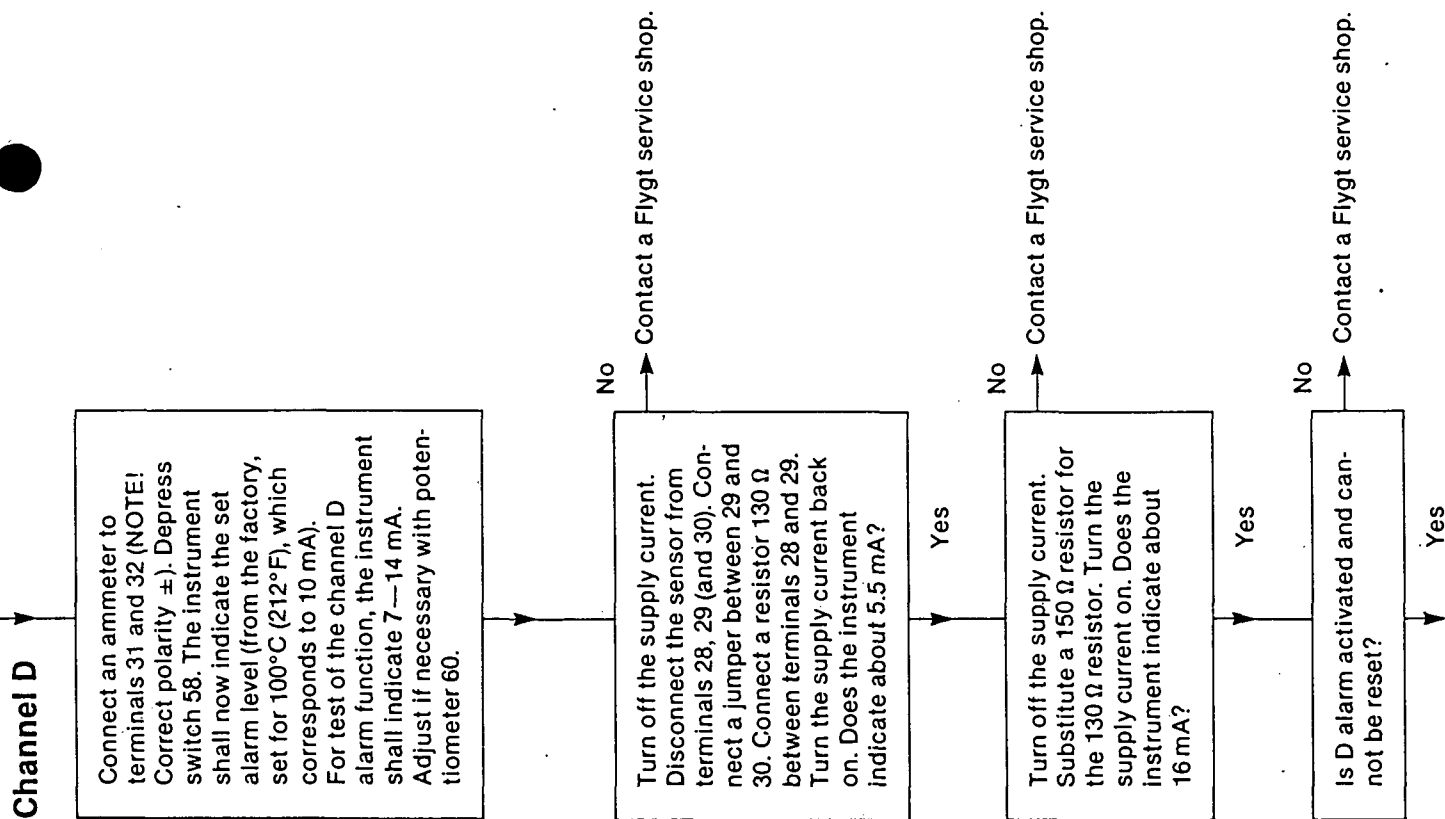 Channel D
Connect an ammeter to
terminals 31 and 32 (NOTE!
Correct polarity ±). Depress
switch 58. The instrument
shall now indicate the set
alarm level (from the factory,
set for 100°C (212°F), which
corresponds to 10 mA).
For test of the channel D
alarm function, the instrument
shall indicate 7—14 mA.
Adjust if necessary with poten-
tiometer 60.
Turn off the supply current.
Disconnect the sensor from
terminals 28, 29 (and 30). Con-
nect a jumper between 29 and
30. Connect a resistor 130 Ω
between terminals 28 and 29.
Turn the supply current back
on. Does the instrument
indicate about 5.5 mA?
No
Contact a Flygt service shop.
Yes
Turn off the supply current.
Substitute a 150 Ω resistor for
the 130 Ω resistor. Turn the
supply current on. Does the
instrument indicate about
16 mA?
No
Contact a Flygt service shop.
Yes
Is D alarm activated and can-
not be reset?
No
Contact a Flygt service shop.
Yes